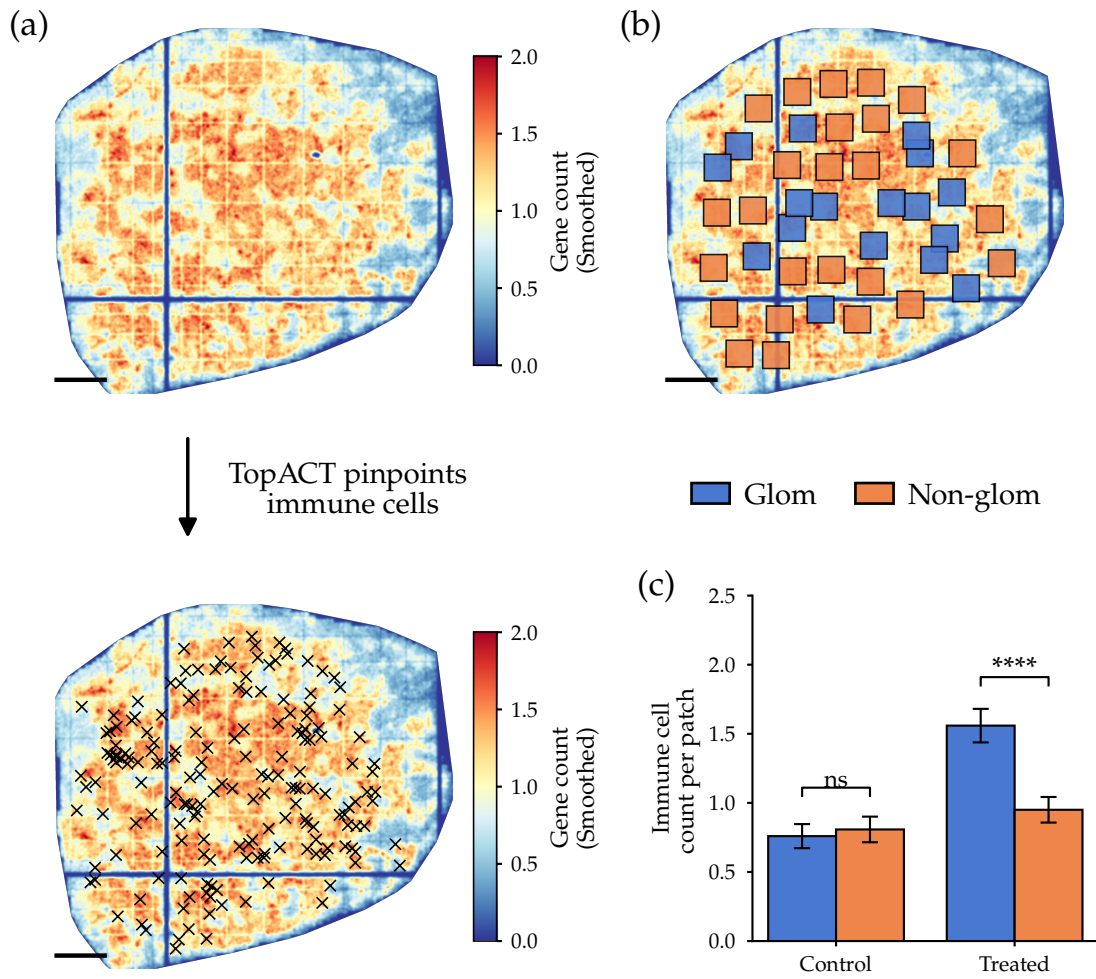 (a)
2.0
1.5
1.0
0.5
0.0
Gene count
(Smoothed)
(b)
TopACT pinpoints
immune cells
Glom
Non-glom
2.0
1.5
1.0
0.5
0.0
Gene count
(Smoothed)
(c)
2.5
2.0
1.5
1.0
0.5
0.0
Immune cell
count per patch
ns
****
Control
Treated